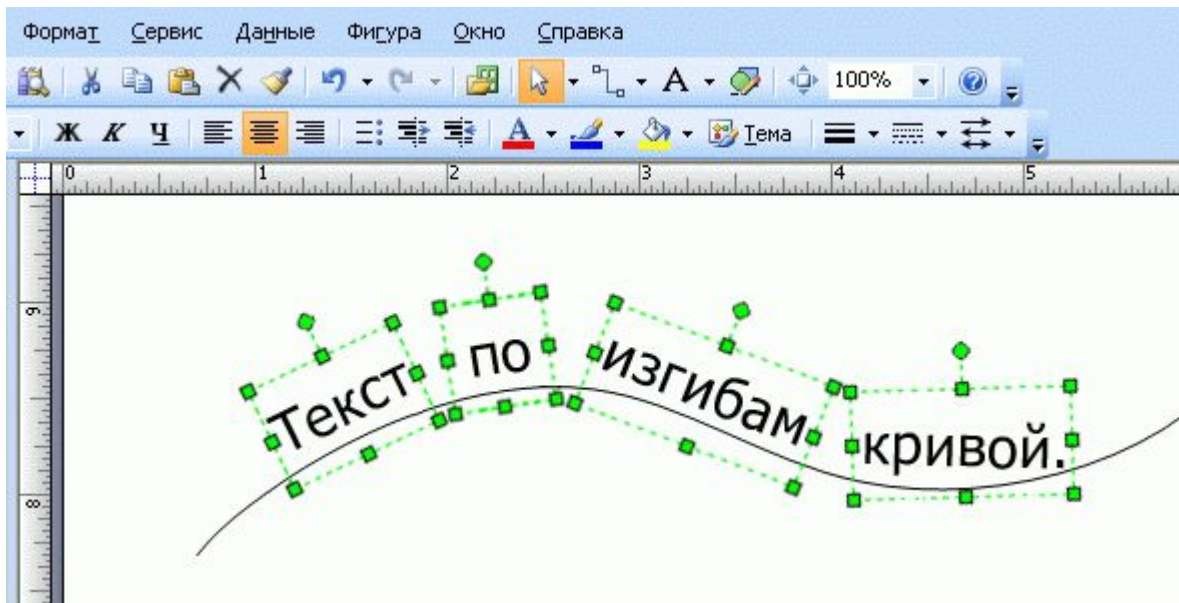 Формат Сервис Данные Фигура Окно Справка
A 100%
Ж К Ч A Тема
0 1 2 3 4 5
9
8
Текст по изгибам кривой.